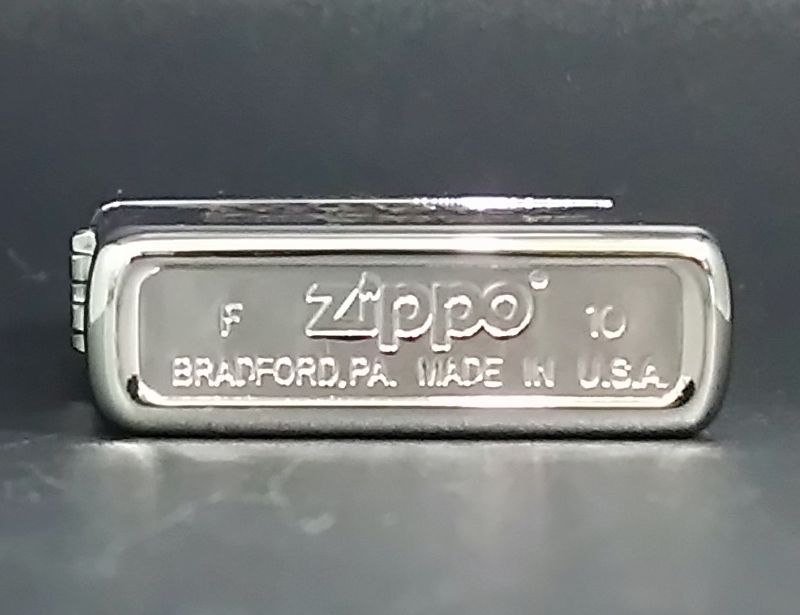 F Zippo® 10
BRADFORD, PA. MADE IN U.S.A.